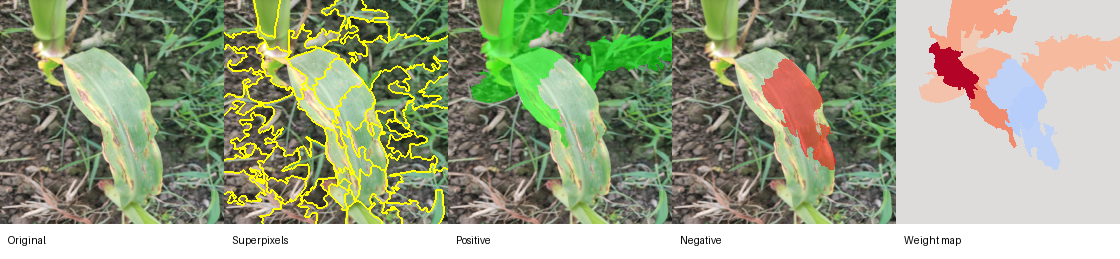 Original
Superpixels
Positive
Negative
Weight map